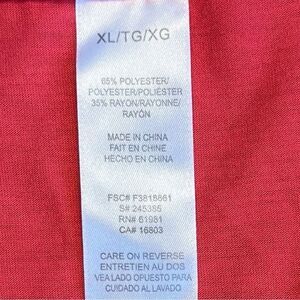 XL/TG/XG
65% POLYESTER/
POLYESTER/POLIÉSTER
35% RAYON/RAYONNE/
RAYÓN
MADE IN CHINA
FAIT EN CHINE
HECHO EN CHINA
FSC# F3818661
S# 245385
RN# 61981
CA# 16803
CARE ON REVERSE
ENTRETIEN AU DOS
VEA LADO OPUESTO PARA
CUIDADO AL LAVADO